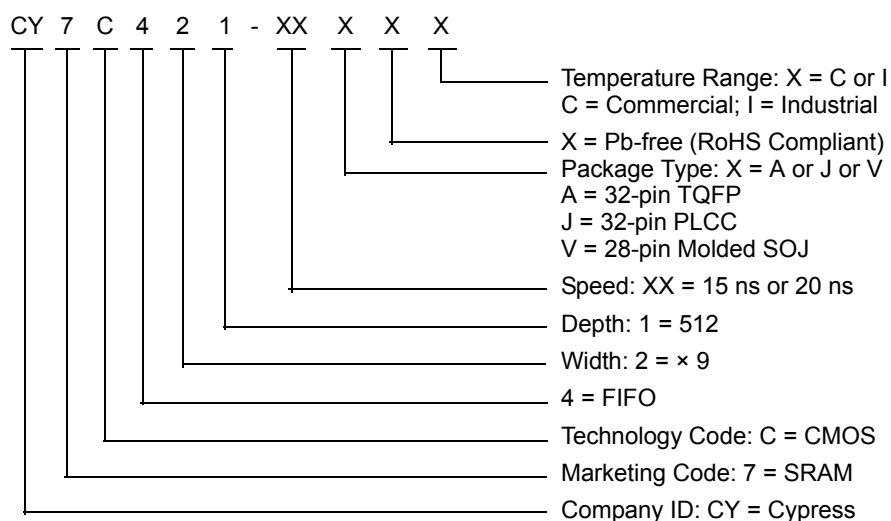 CY 7 C 4 2 1 - XX X X X
Temperature Range: X = C or I
C = Commercial; I = Industrial
X = Pb-free (RoHS Compliant)
Package Type: X = A or J or V
A = 32-pin TQFP
J = 32-pin PLCC
V = 28-pin Molded SOJ
Speed: XX = 15 ns or 20 ns
Depth: 1 = 512
Width: 2 = × 9
4 = FIFO
Technology Code: C = CMOS
Marketing Code: 7 = SRAM
Company ID: CY = Cypress